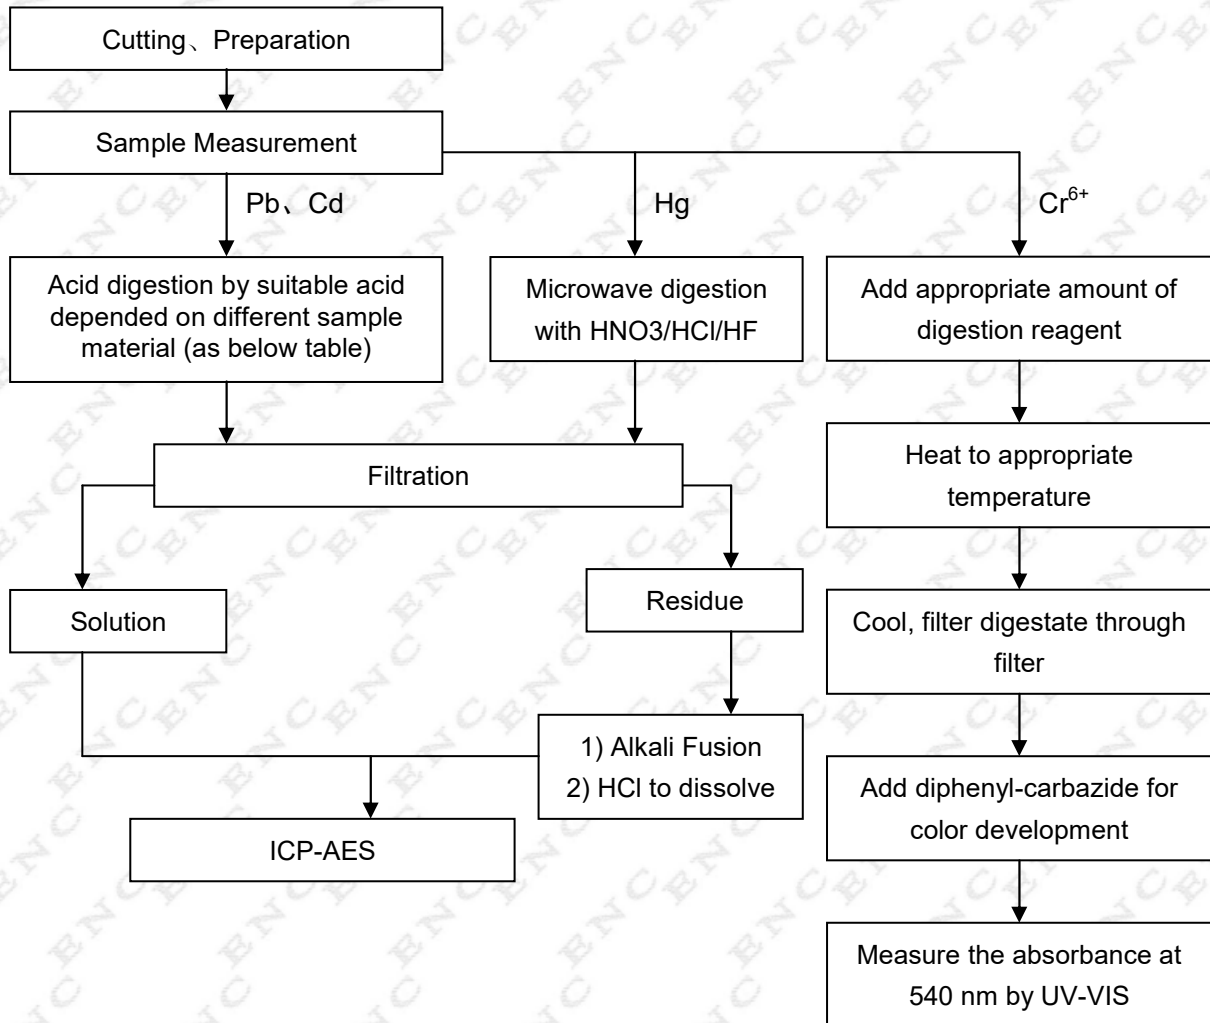 Cutting、Preparation
Sample Measurement
Pb、Cd
Hg
Cr6+
Acid digestion by suitable acid
depended on different sample
material (as below table)
Microwave digestion
with HNO3/HCl/HF
Add appropriate amount of
digestion reagent
Filtration
Heat to appropriate
temperature
Solution
Residue
Cool, filter digestate through
filter
1) Alkali Fusion
2) HCl to dissolve
Add diphenyl-carbazide for
color development
ICP-AES
Measure the absorbance at
540 nm by UV-VIS